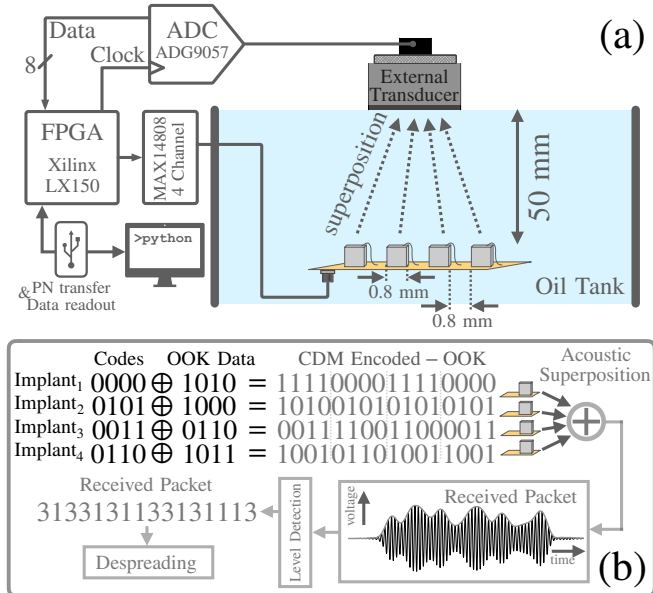 (a)
Data
8
Clock
ADC
ADG9057
FPGA
Xilinx
LX150
MAX14808
4 Channel
External
Transducer
superposition
50 mm
>python
PN transfer
& Data readout
0.8 mm
0.8 mm
Oil Tank
Codes OOK Data CDM Encoded – OOK
Implant₁ 0000 ⊕ 1010 = 1111000011110000
Implant₂ 0101 ⊕ 1000 = 1010010101010101
Implant₃ 0011 ⊕ 0110 = 0011110011000011
Implant₄ 0110 ⊕ 1011 = 1001011010011001
Acoustic
Superposition
Received Packet
voltage
time
Level Detection
Received Packet
3133131133131113
Despreading
(b)